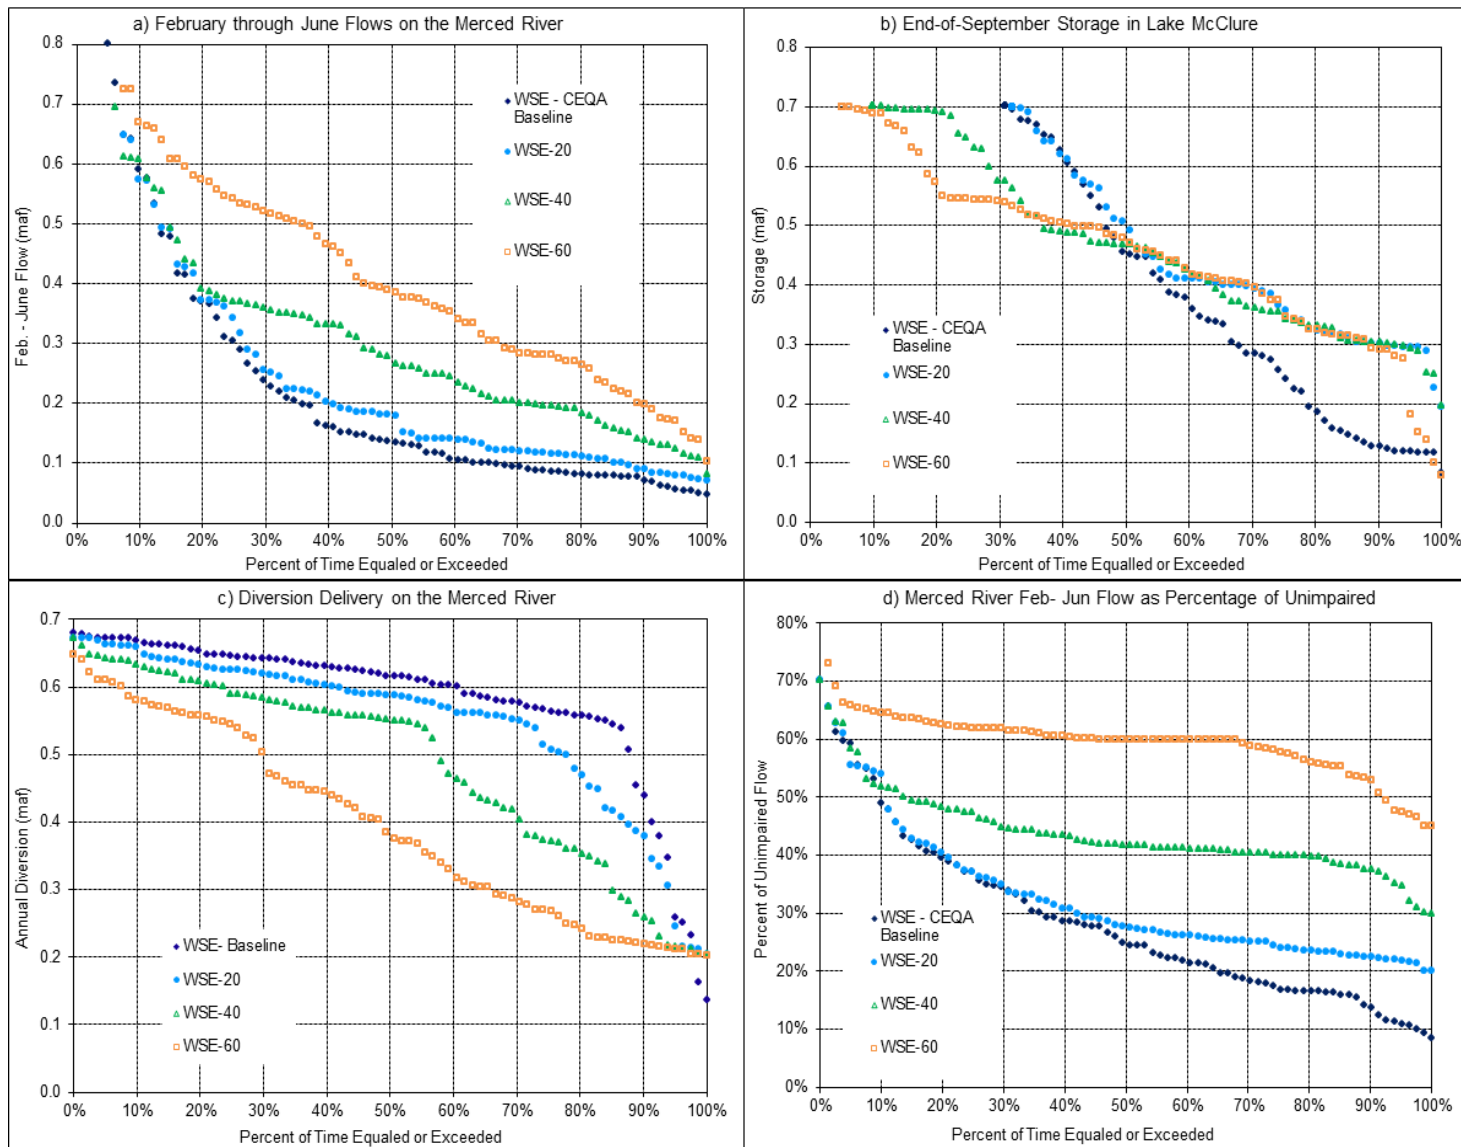 a) February through June Flows on the Merced River
0.8
0.7
0.6
0.5
0.4
0.3
0.2
0.1
0.0
Feb. - June Flow (maf)
WSE - CEQA
Baseline
WSE-20
WSE-40
WSE-60
0% 10% 20% 30% 40% 50% 60% 70% 80% 90% 100%
Percent of Time Equaled or Exceeded
b) End-of-September Storage in Lake McClure
0.8
0.7
0.6
0.5
0.4
0.3
0.2
0.1
0.0
Storage (maf)
WSE - CEQA
Baseline
WSE-20
WSE-40
WSE-60
0% 10% 20% 30% 40% 50% 60% 70% 80% 90% 100%
Percent of Time Equalled or Exceeded
c) Diversion Delivery on the Merced River
0.7
0.6
0.5
0.4
0.3
0.2
0.1
0.0
Annual Diversion (maf)
WSE- Baseline
WSE-20
WSE-40
WSE-60
0% 10% 20% 30% 40% 50% 60% 70% 80% 90% 100%
Percent of Time Equaled or Exceeded
d) Merced River Feb- Jun Flow as Percentage of Unimpaired
80%
70%
60%
50%
40%
30%
20%
10%
0%
Percent of Unimpaired Flow
WSE - CEQA
Baseline
WSE-20
WSE-40
WSE-60
0% 10% 20% 30% 40% 50% 60% 70% 80% 90% 100%
Percent of Time Equaled or Exceeded